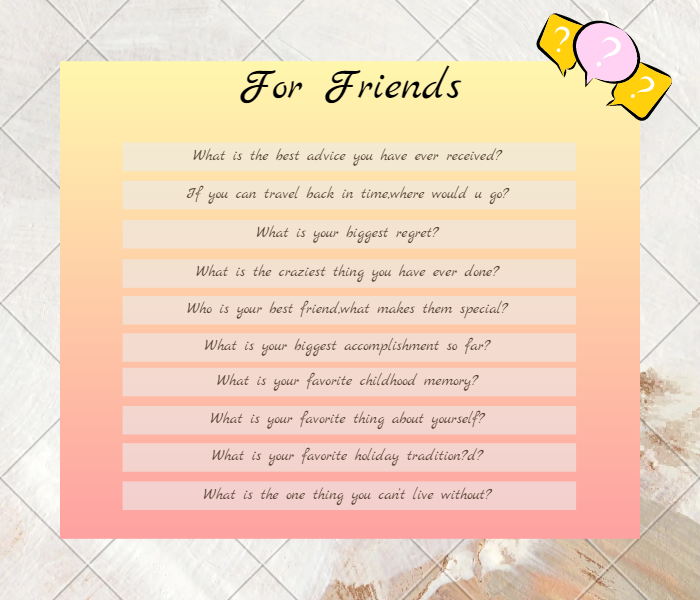 ? ? ?
For Friends
What is the best advice you have ever received?
If you can travel back in time,where would u go?
What is your biggest regret?
What is the craziest thing you have ever done?
Who is your best friend,what makes them special?
What is your biggest accomplishment so far?
What is your favorite childhood memory?
What is your favorite thing about yourself?
What is your favorite holiday tradition?d?
What is the one thing you can't live without?